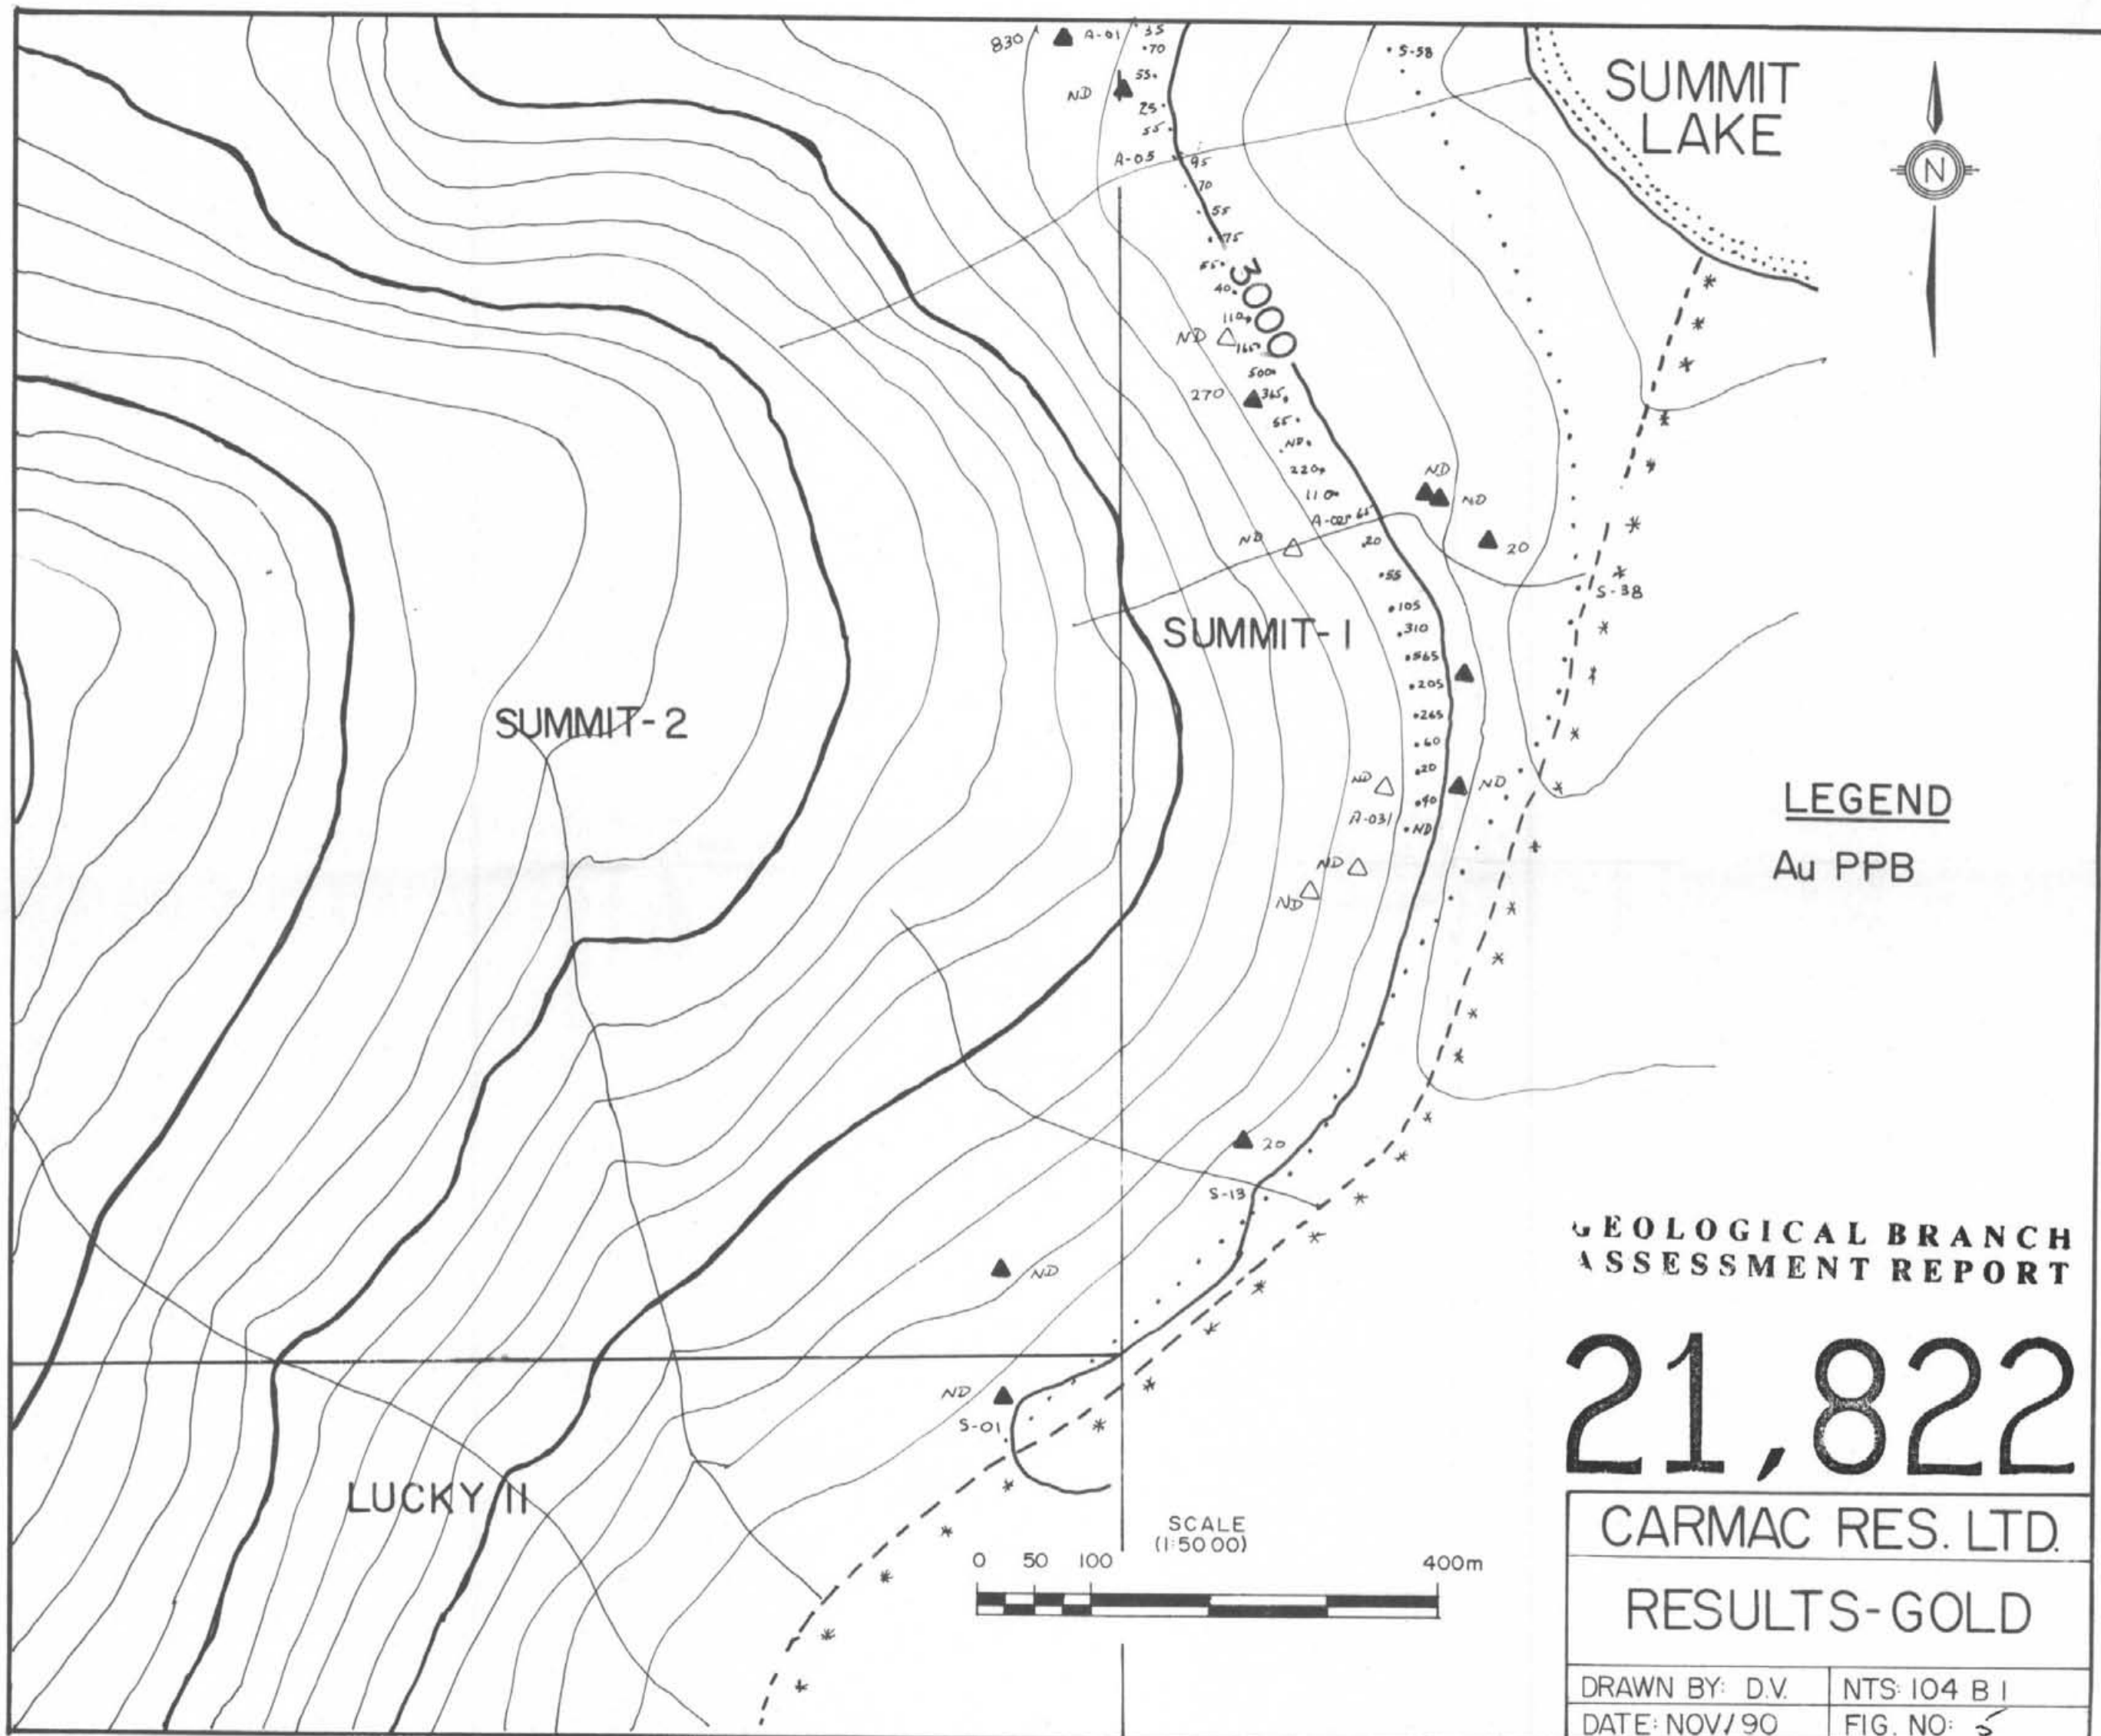 830 A-01 35
70
55
ND
25
55
A-05 95
70
55
75
55
40
110
ND
165
500
270 365
55
ND
220
110
A-025 65
ND
20
55
105
310
565
205
265
60
20
ND
40
A-031 ND
ND
ND
3000
S-58
ND
ND
20
S-38
ND
20
S-13
ND
ND
S-01
SUMMIT
LAKE
N
SUMMIT-1
SUMMIT-2
LUCKY II
LEGEND
Au PPB
GEOLOGICAL BRANCH
ASSESSMENT REPORT
21,822
SCALE
(1:5000)
0 50 100 400m
CARMAC RES. LTD.
RESULTS-GOLD
DRAWN BY: D.V. NTS: 104 B 1
DATE: NOV/90 FIG. NO: